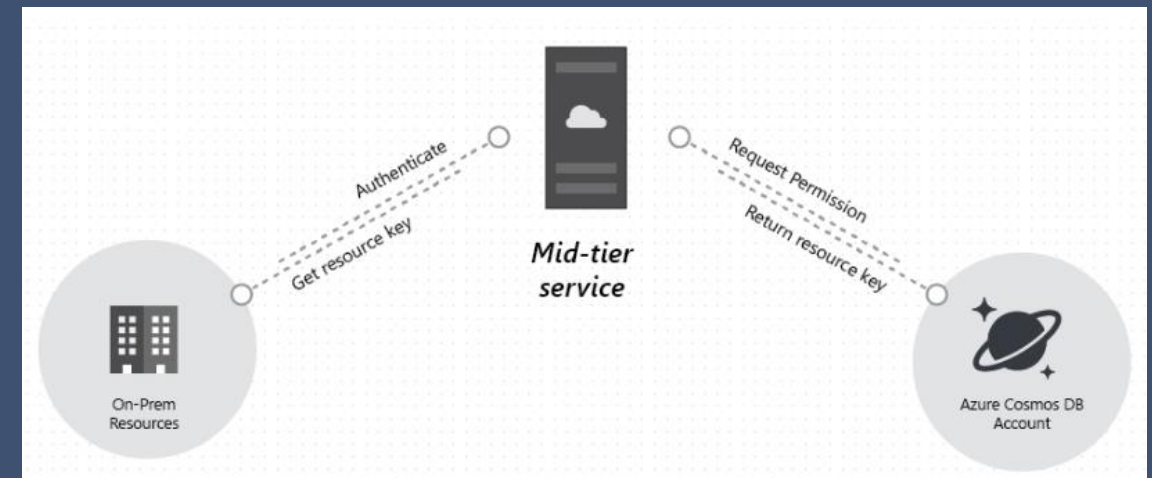 Authenticate
Get resource key
Mid-tier
service
Request Permission
Return resource key
On-Prem
Resources
Azure Cosmos DB
Account